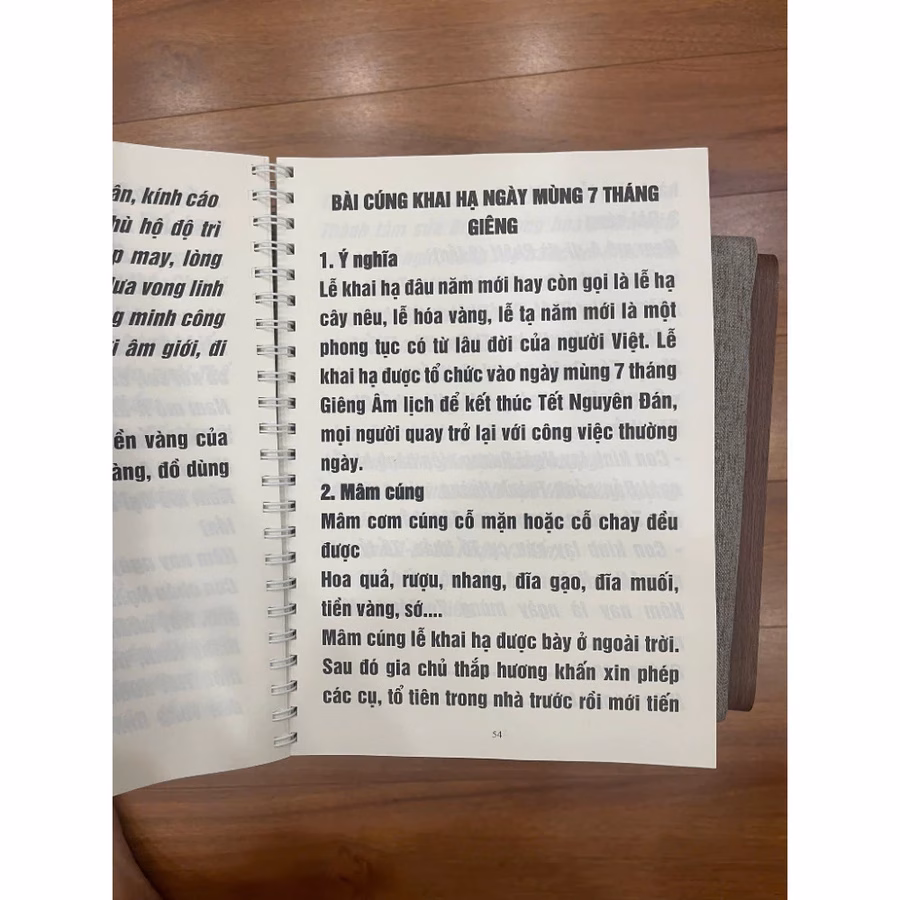 ân, kính cáo
hù hộ độ trì
p may, lòng
ưa vong linh
g minh công
i âm giới, đi
ền vàng của
àng, đồ dùng
BÀI CÚNG KHAI HẠ NGÀY MÙNG 7 THÁNG
GIÊNG
1. Ý nghĩa
Lễ khai hạ đầu năm mới hay còn gọi là lễ hạ
cây nêu, lễ hóa vàng, lễ tạ năm mới là một
phong tục có từ lâu đời của người Việt. Lễ
khai hạ được tổ chức vào ngày mùng 7 tháng
Giêng Âm lịch để kết thúc Tết Nguyên Đán,
mọi người quay trở lại với công việc thường
ngày.
2. Mâm cúng
Mâm cơm cúng cỗ mặn hoặc cỗ chay đều
được
Hoa quả, rượu, nhang, đĩa gạo, đĩa muối,
tiền vàng, sớ....
Mâm cúng lễ khai hạ được bày ở ngoài trời.
Sau đó gia chủ thắp hương khấn xin phép
các cụ, tổ tiên trong nhà trước rồi mới tiến
54